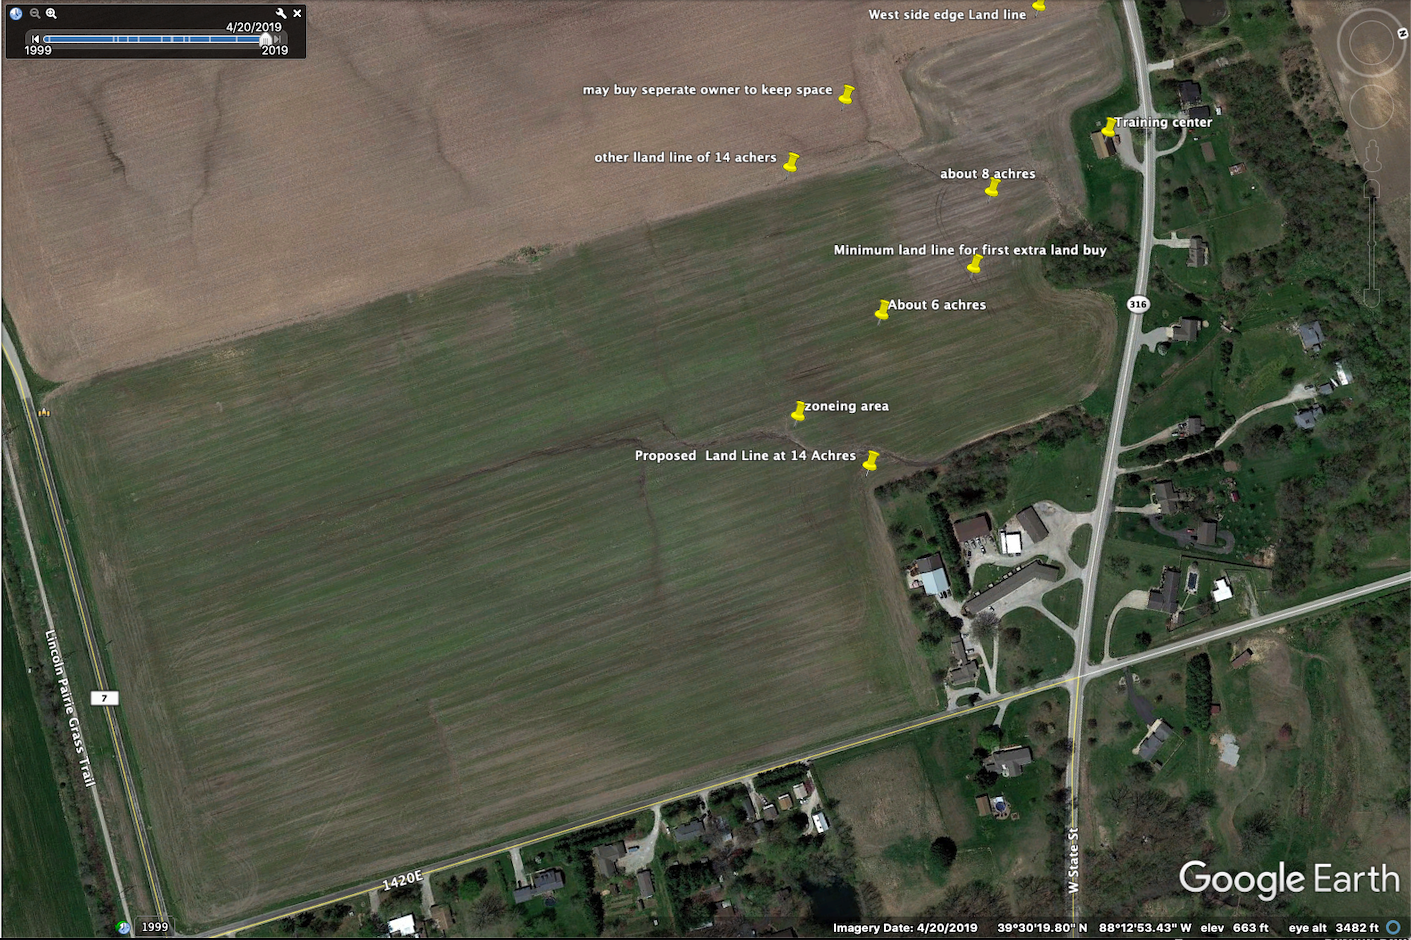 4/20/2019
1999
2019
West side edge Land line
may buy seperate owner to keep space
Training center
other lland line of 14 achers
about 8 achres
Minimum land line for first extra land buy
316
About 6 achres
zoneing area
Proposed Land Line at 14 Achres
Lincoln Pairie Grass Trail
7
1420E
W State St
Google Earth
1999
Imagery Date: 4/20/2019 39°30'19.80" N 88°12'53.43" W elev 663 ft eye alt 3482 ft